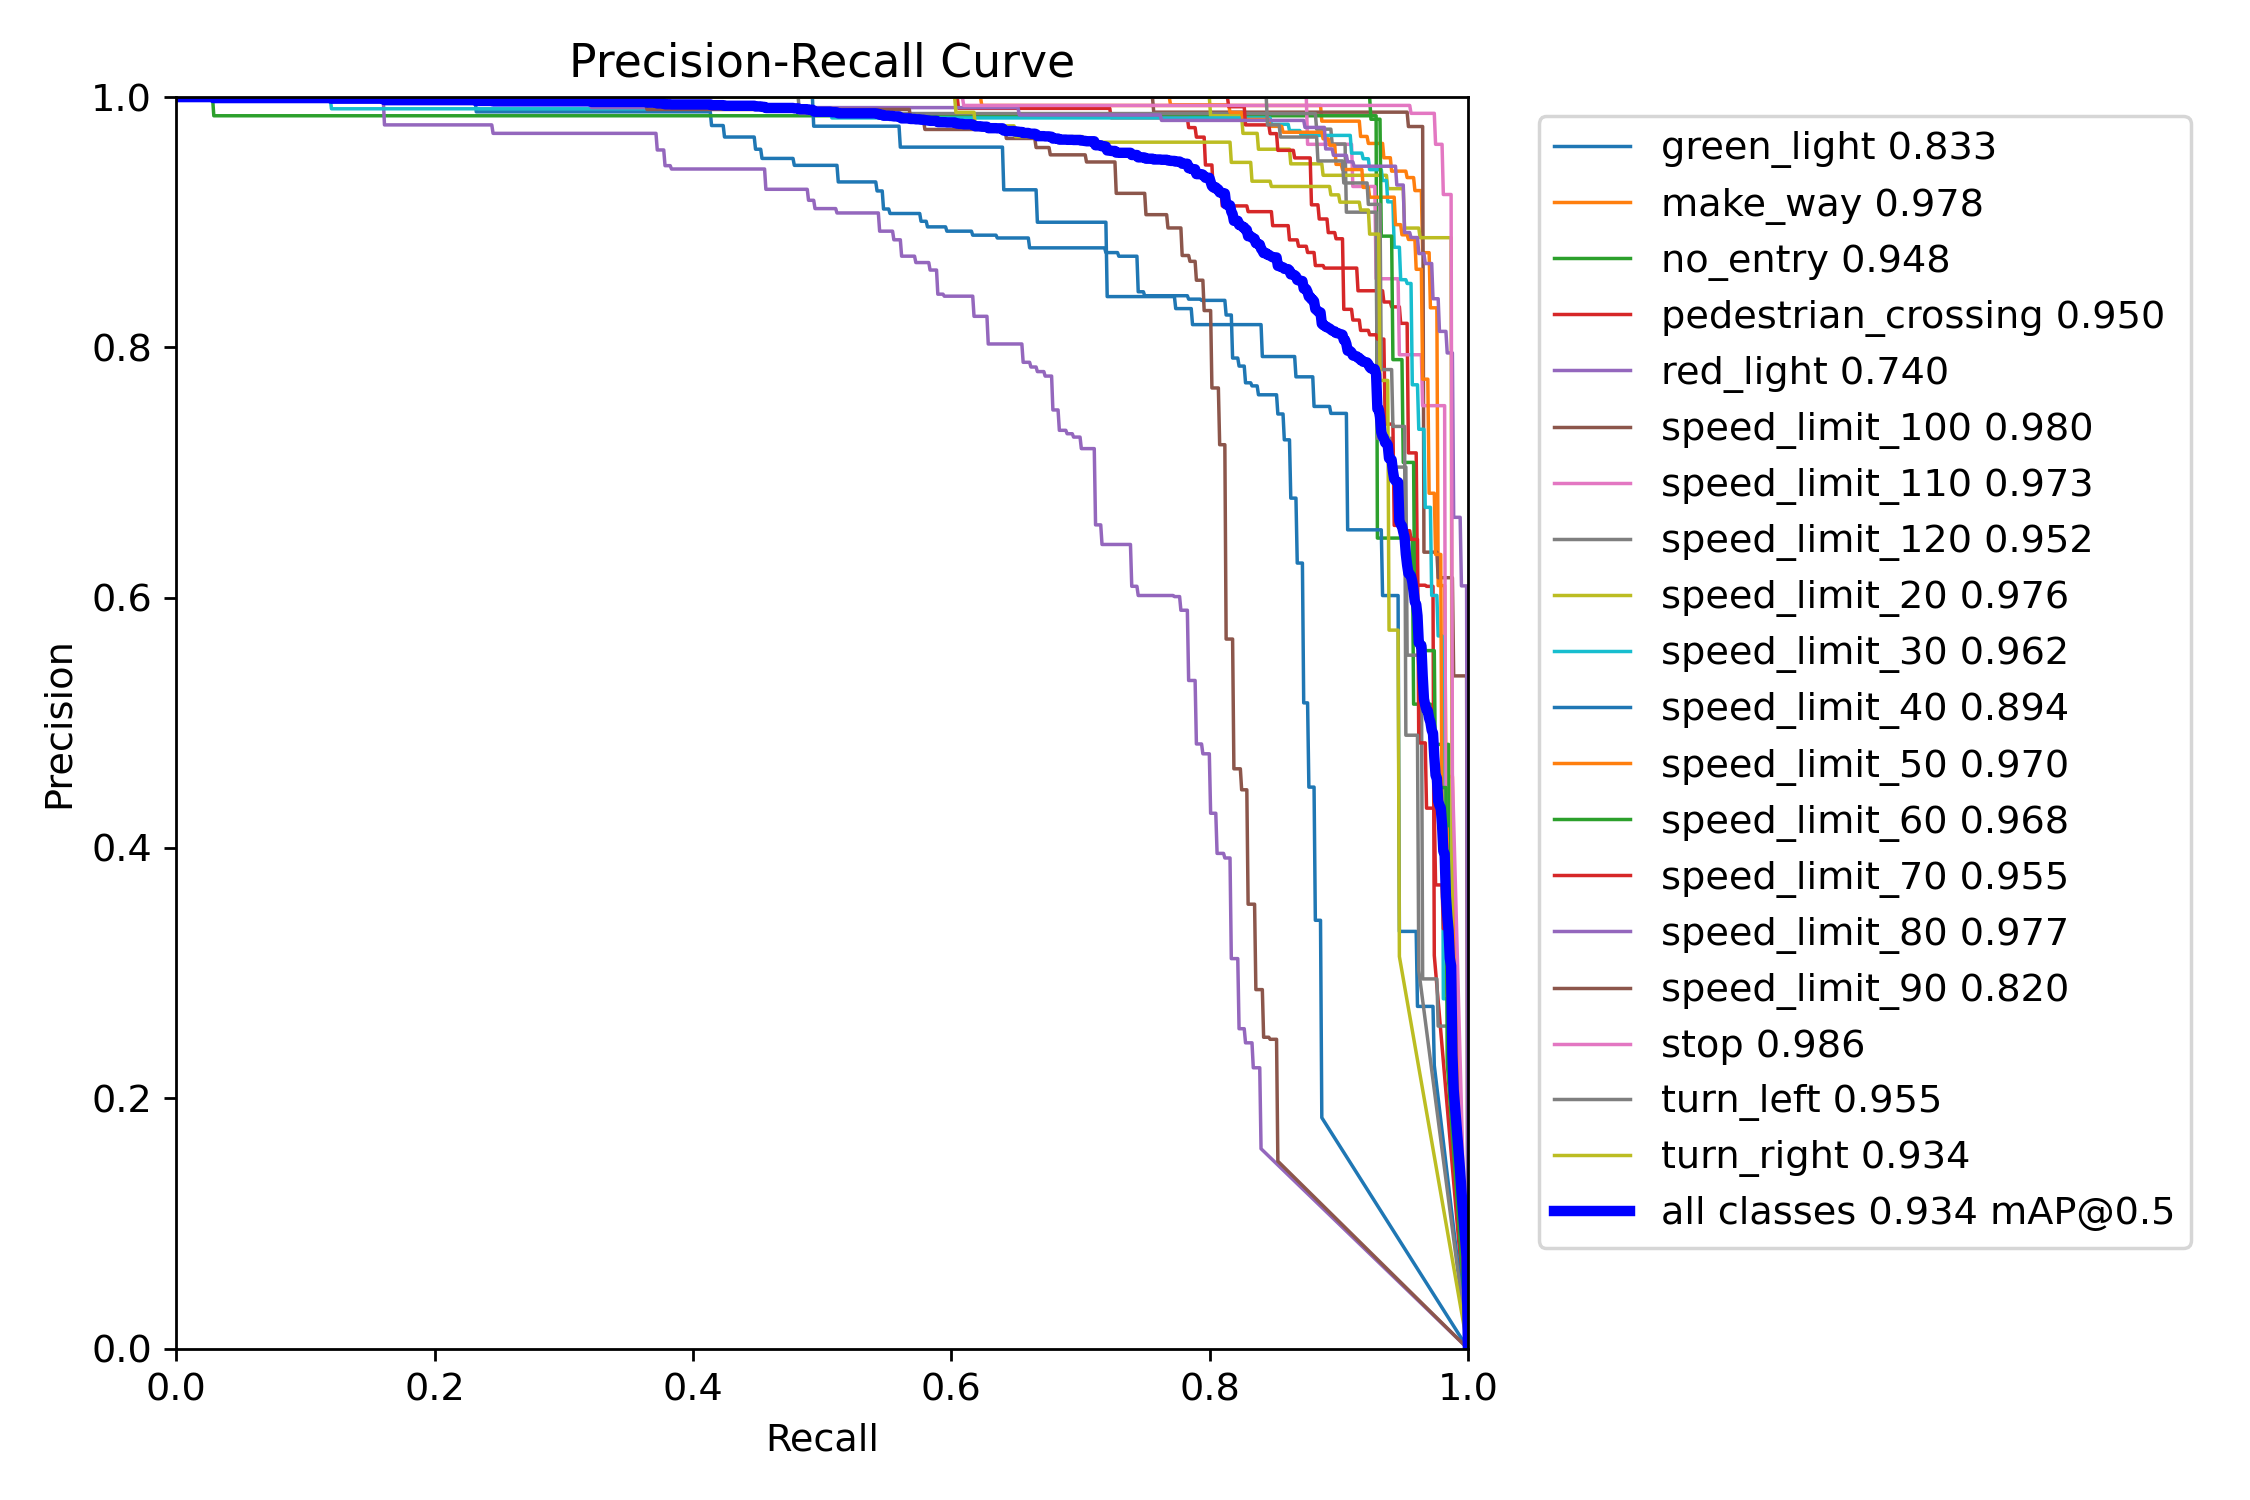 Precision-Recall Curve
1.0
0.8
0.6
0.4
0.2
0.0
Precision
0.0 0.2 0.4 0.6 0.8 1.0
Recall
green_light 0.833
make_way 0.978
no_entry 0.948
pedestrian_crossing 0.950
red_light 0.740
speed_limit_100 0.980
speed_limit_110 0.973
speed_limit_120 0.952
speed_limit_20 0.976
speed_limit_30 0.962
speed_limit_40 0.894
speed_limit_50 0.970
speed_limit_60 0.968
speed_limit_70 0.955
speed_limit_80 0.977
speed_limit_90 0.820
stop 0.986
turn_left 0.955
turn_right 0.934
all classes 0.934 mAP@0.5